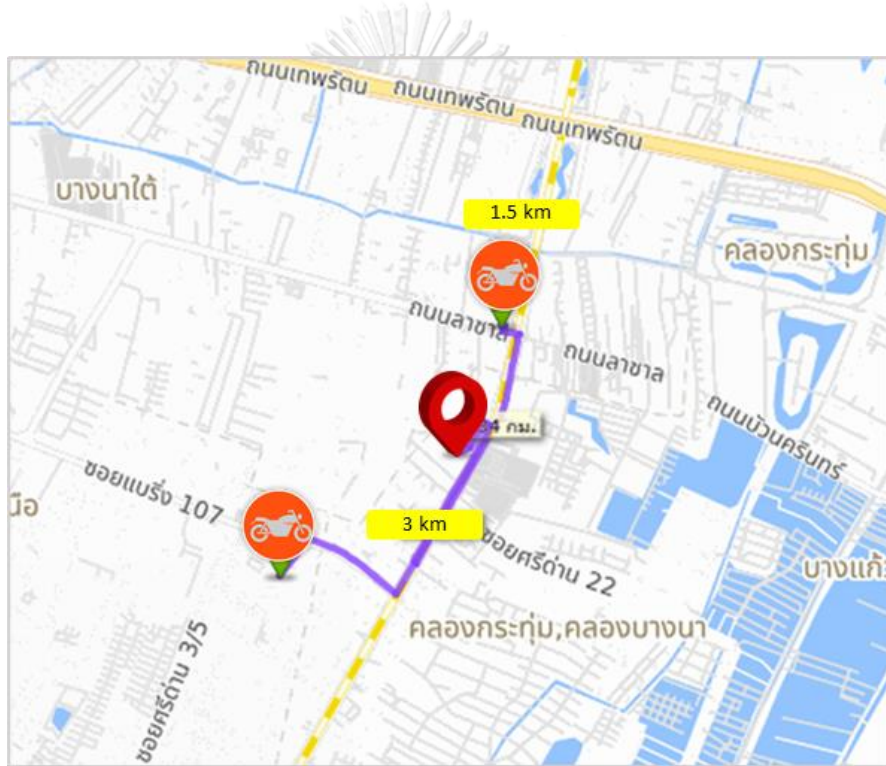 ถนนเทพรัตน
ถนนเทพรัตน
ถนนเทพรัตน
บางนาใต้
1.5 km
คลองกระทุ่ม
ถนนลาซาล
ถนนลาซาล
34 กม.
ถนนบัวนครินทร์
ซอยแบริ่ง 107
3 km
ซอยศรีด่าน 22
บางแก้ว
คลองกระทุ่ม,คลองบางนา
ซอยศรีด่าน 3/5